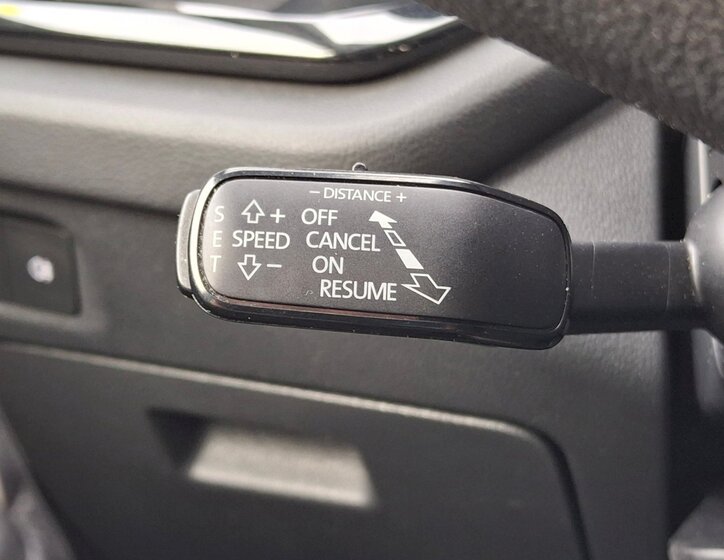 − DISTANCE +
S + OFF
E SPEED CANCEL
T − ON
RESUME